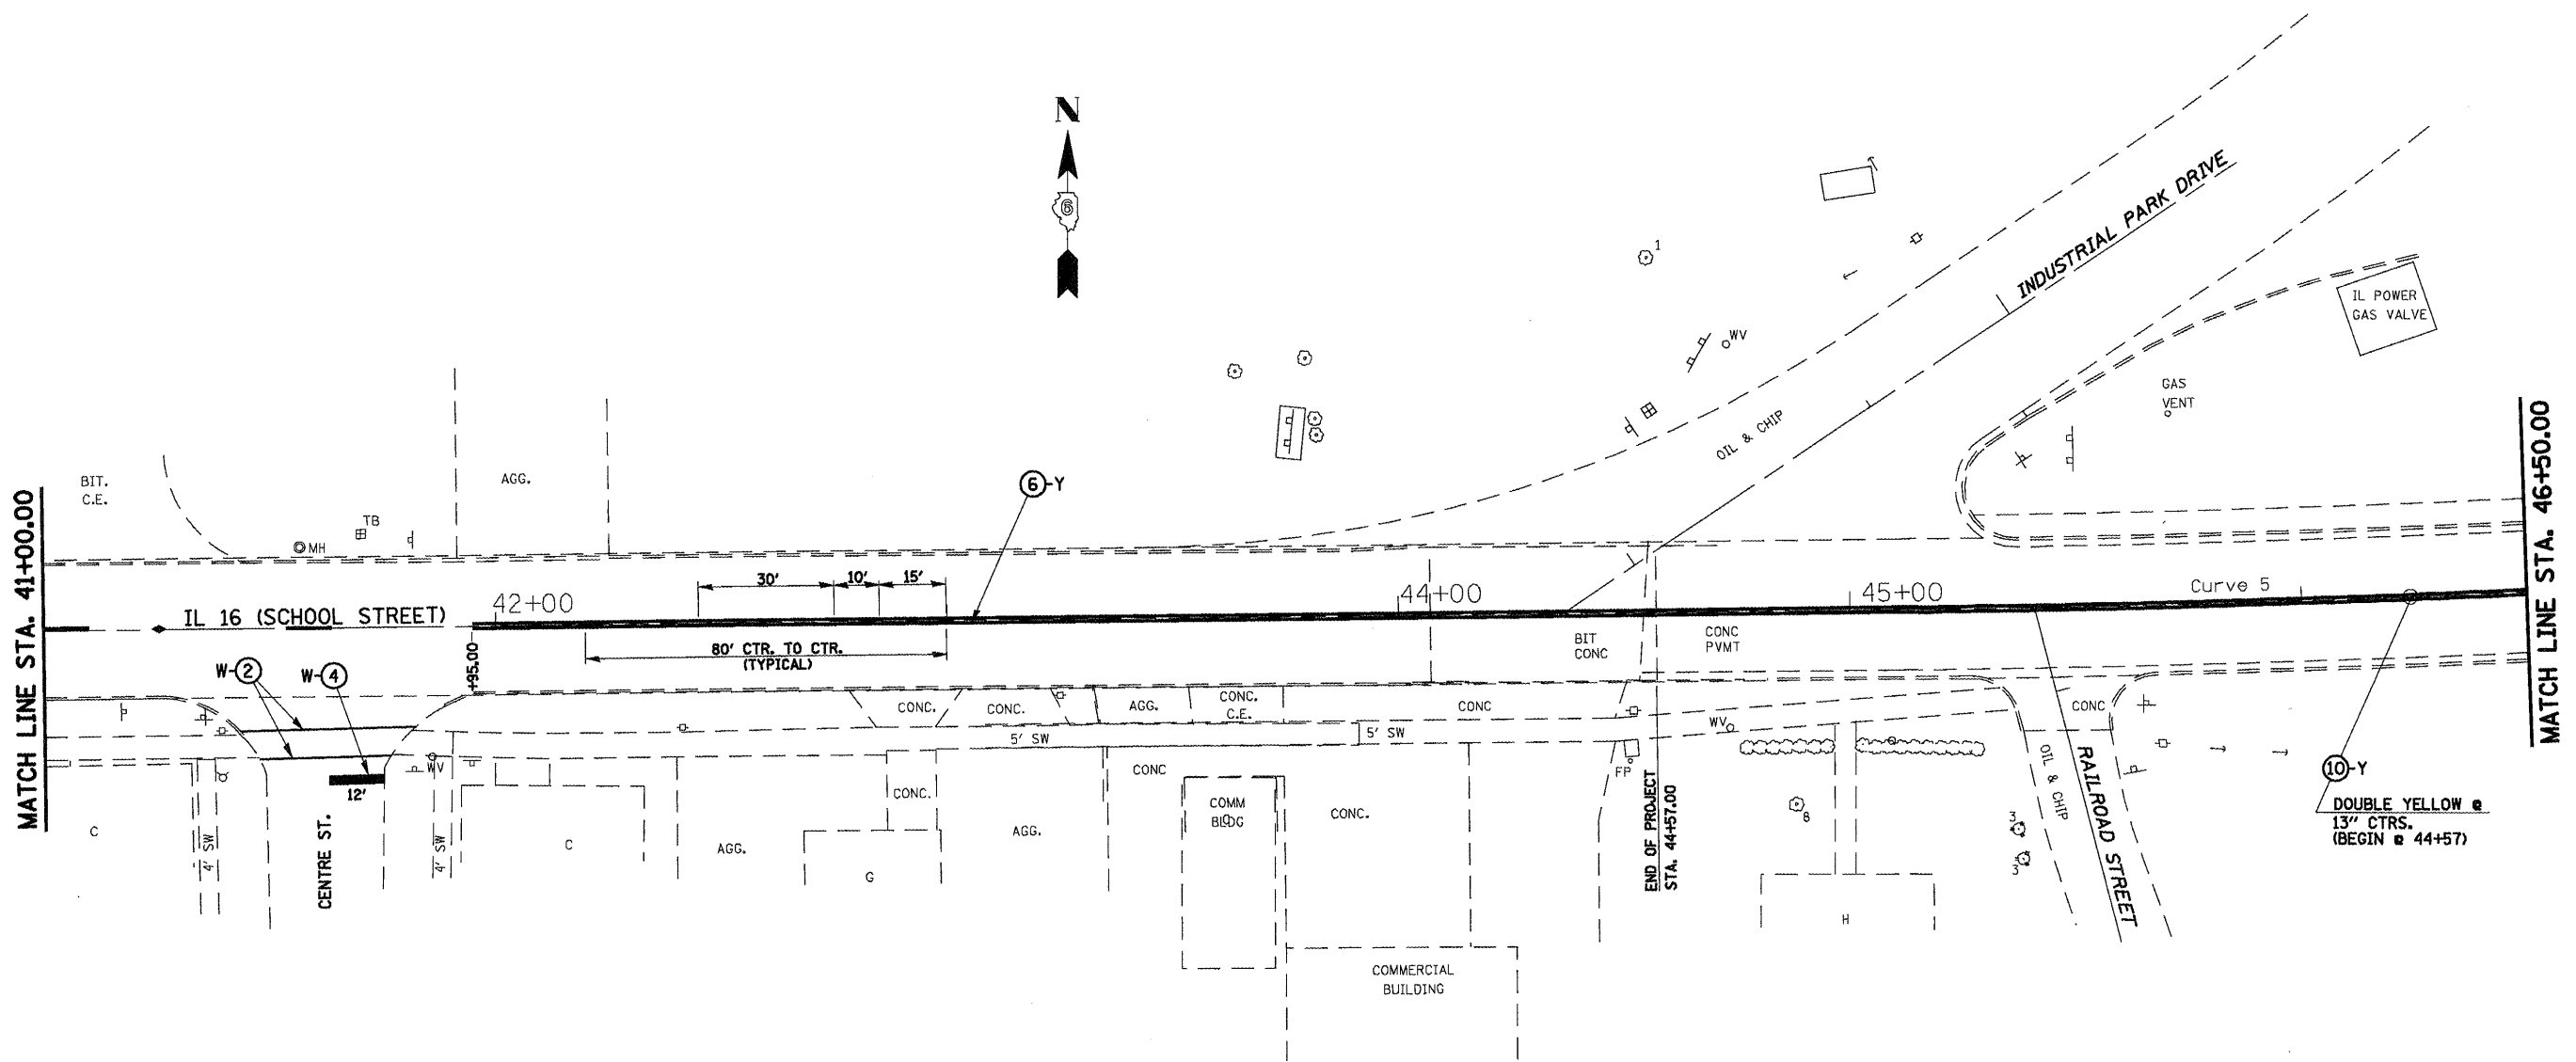 N
6
INDUSTRIAL PARK DRIVE
1
IL POWER
GAS VALVE
WV
GAS
VENT
OIL & CHIP
MATCH LINE STA. 41+00.00
MATCH LINE STA. 46+50.00
BIT.
C.E.
AGG.
6-Y
TB
MH
30' 10' 15'
42+00
44+00
45+00
Curve 5
IL 16 (SCHOOL STREET)
80' CTR. TO CTR.
(TYPICAL)
+95.00
BIT
CONC
CONC
PVMT
W-2
W-4
CONC.
CONC.
AGG.
CONC.
C.E.
CONC
CONC
5' SW
5' SW
WV
WV
12'
FP
CONC
CONC.
COMM
BLDG
CONC.
AGG.
C
4' SW
CENTRE ST.
4' SW
C
AGG.
G
END OF PROJECT
STA. 44+57.00
8
3
3
OIL & CHIP
RAILROAD STREET
H
10-Y
DOUBLE YELLOW @
13" CTRS.
(BEGIN @ 44+57)
COMMERCIAL
BUILDING